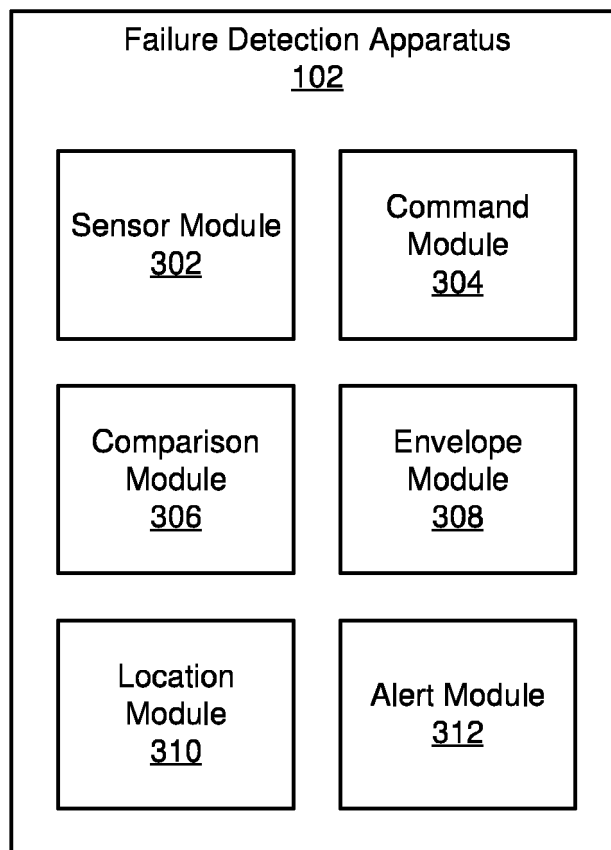 Failure Detection Apparatus
102
Sensor Module
302
Command
Module
304
Comparison
Module
306
Envelope
Module
308
Location
Module
310
Alert Module
312